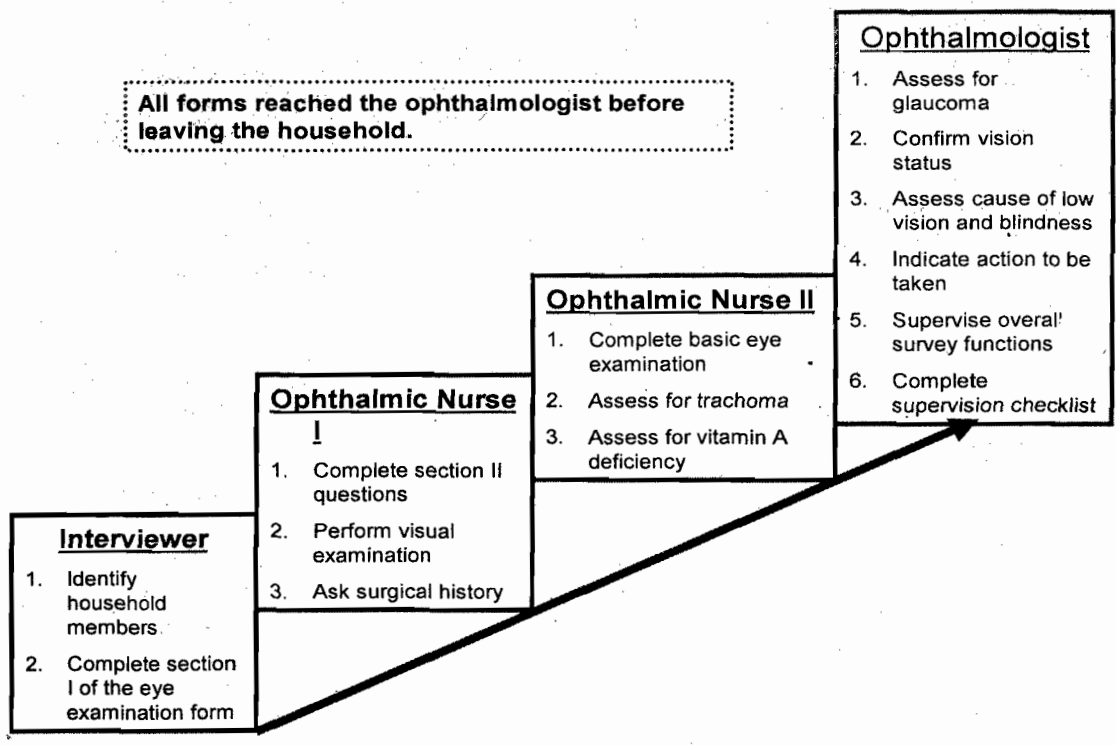 All forms reached the ophthalmologist before
leaving the household.
Interviewer
1. Identify
household
members
2. Complete section
I of the eye
examination form
Ophthalmic Nurse
I
1. Complete section II
questions
2. Perform visual
examination
3. Ask surgical history
Ophthalmic Nurse II
1. Complete basic eye
examination
2. Assess for trachoma
3. Assess for vitamin A
deficiency
Ophthalmologist
1. Assess for
glaucoma
2. Confirm vision
status
3. Assess cause of low
vision and blindness
4. Indicate action to be
taken
5. Supervise overall
survey functions
6. Complete
supervision checklist